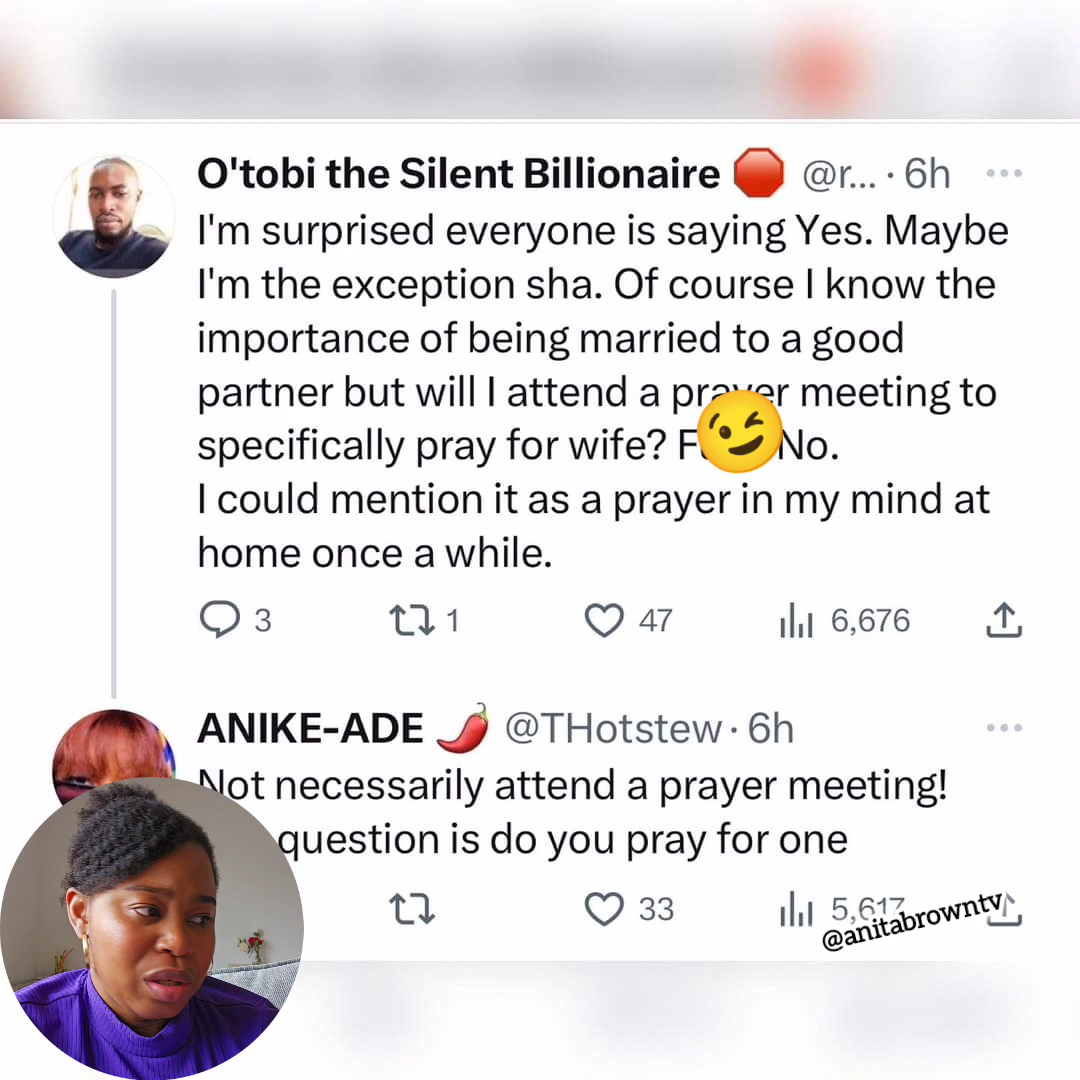 O'tobi the Silent Billionaire 🛑 @r... · 6h
I'm surprised everyone is saying Yes. Maybe
I'm the exception sha. Of course I know the
importance of being married to a good
partner but will I attend a prayer meeting to
specifically pray for wife? F No.
I could mention it as a prayer in my mind at
home once a while.
3 1 47 6,676
ANIKE-ADE 🌶️ @THotstew · 6h
Not necessarily attend a prayer meeting!
question is do you pray for one
33 5,617
@anitabrowntv